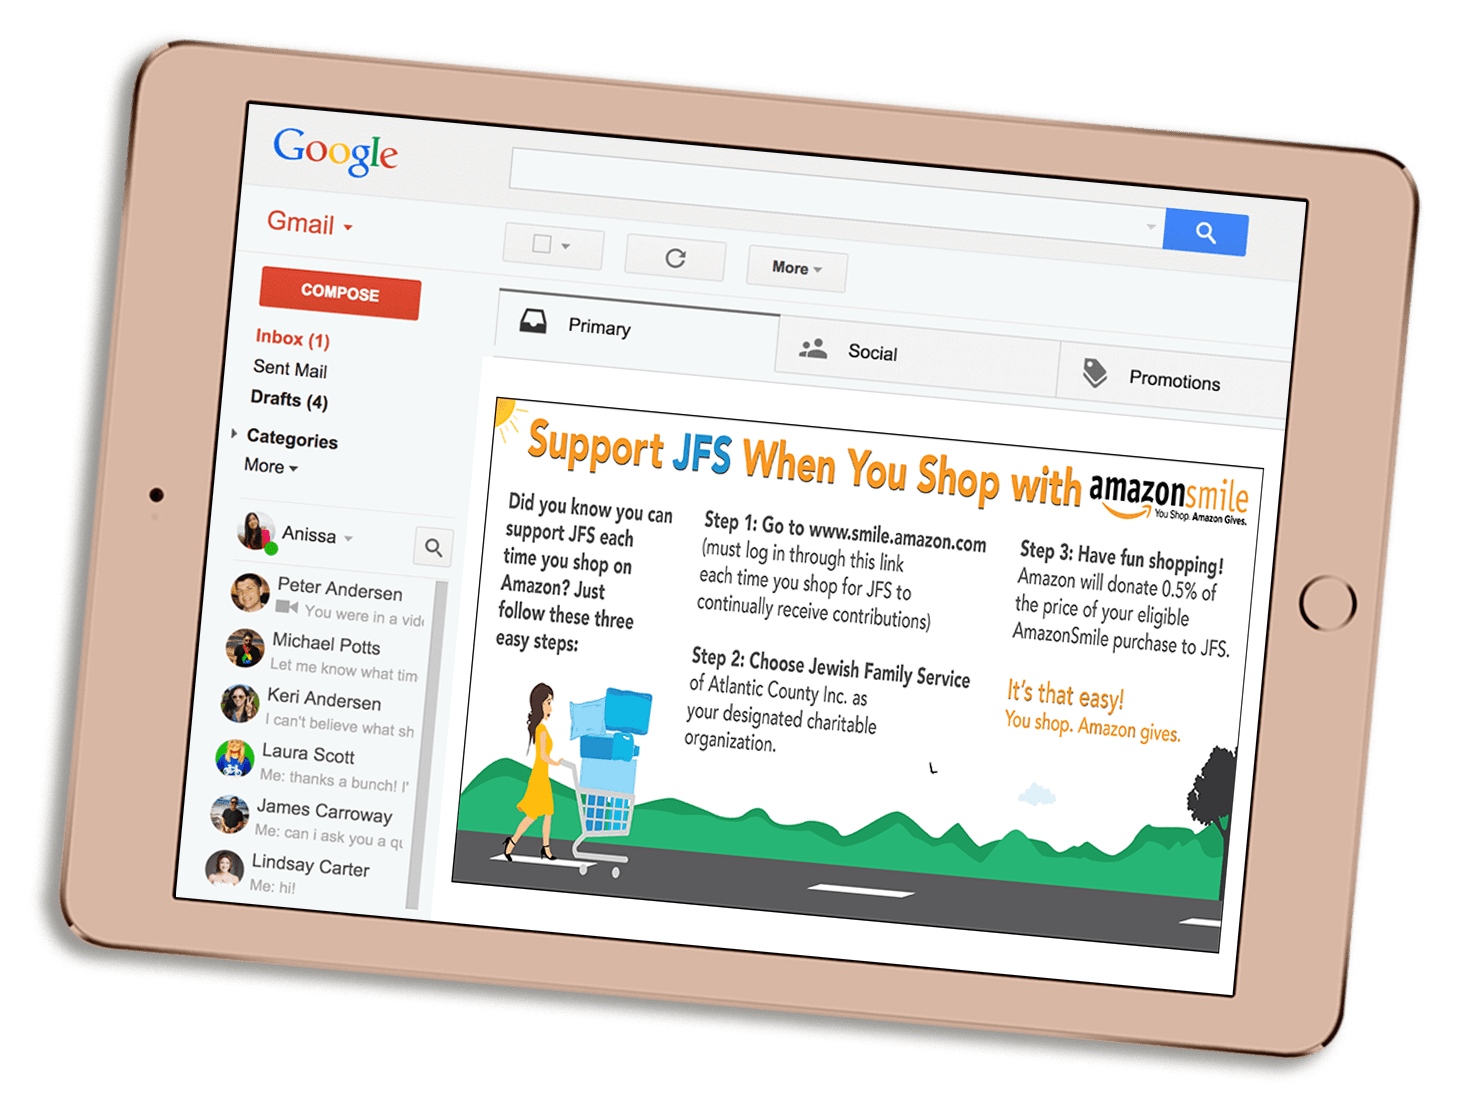 Google
Gmail
More
COMPOSE
Inbox (1)
Sent Mail
Drafts (4)
Categories
More
Anissa
Peter Andersen
You were in a vide
Michael Potts
Let me know what tim
Keri Andersen
I can't believe what sh
Laura Scott
Me: thanks a bunch! I'
James Carroway
Me: can i ask you a qu
Lindsay Carter
Me: hi!
Primary
Social
Promotions
Support JFS When You Shop with amazonsmile
You Shop. Amazon Gives.
Did you know you can
support JFS each
time you shop on
Amazon? Just
follow these three
easy steps:
Step 1: Go to www.smile.amazon.com
(must log in through this link
each time you shop for JFS to
continually receive contributions)
Step 2: Choose Jewish Family Service
of Atlantic County Inc. as
your designated charitable
organization.
Step 3: Have fun shopping!
Amazon will donate 0.5% of
the price of your eligible
AmazonSmile purchase to JFS.
It's that easy!
You shop. Amazon gives.